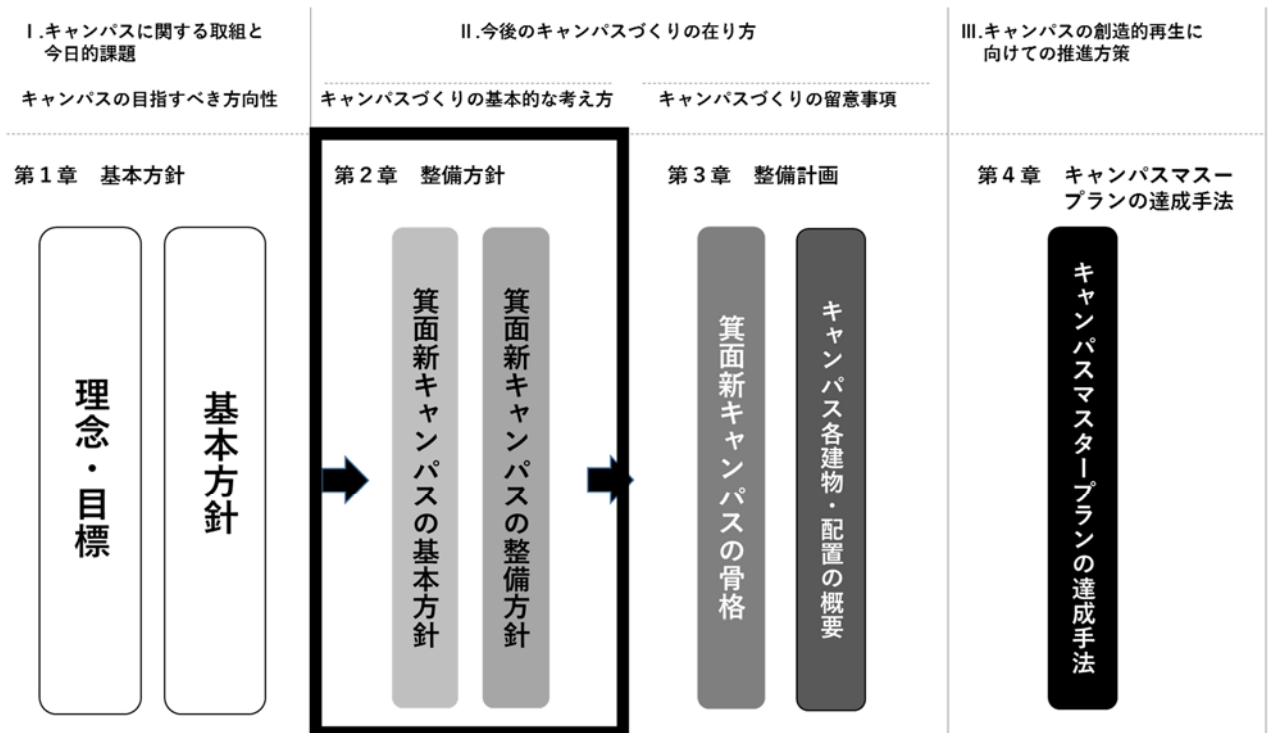 Ⅰ.キャンパスに関する取組と
今日的課題
Ⅱ.今後のキャンパスづくりの在り方
Ⅲ.キャンパスの創造的再生に
向けての推進方策
キャンパスの目指すべき方向性
キャンパスづくりの基本的な考え方
キャンパスづくりの留意事項
第1章 基本方針
第2章 整備方針
第3章 整備計画
第4章 キャンパスマスー
プランの達成手法
理念・目標
基本方針
箕面新キャンパスの基本方針
箕面新キャンパスの整備方針
箕面新キャンパスの骨格
キャンパス各建物・配置の概要
キャンパスマスタープランの達成手法